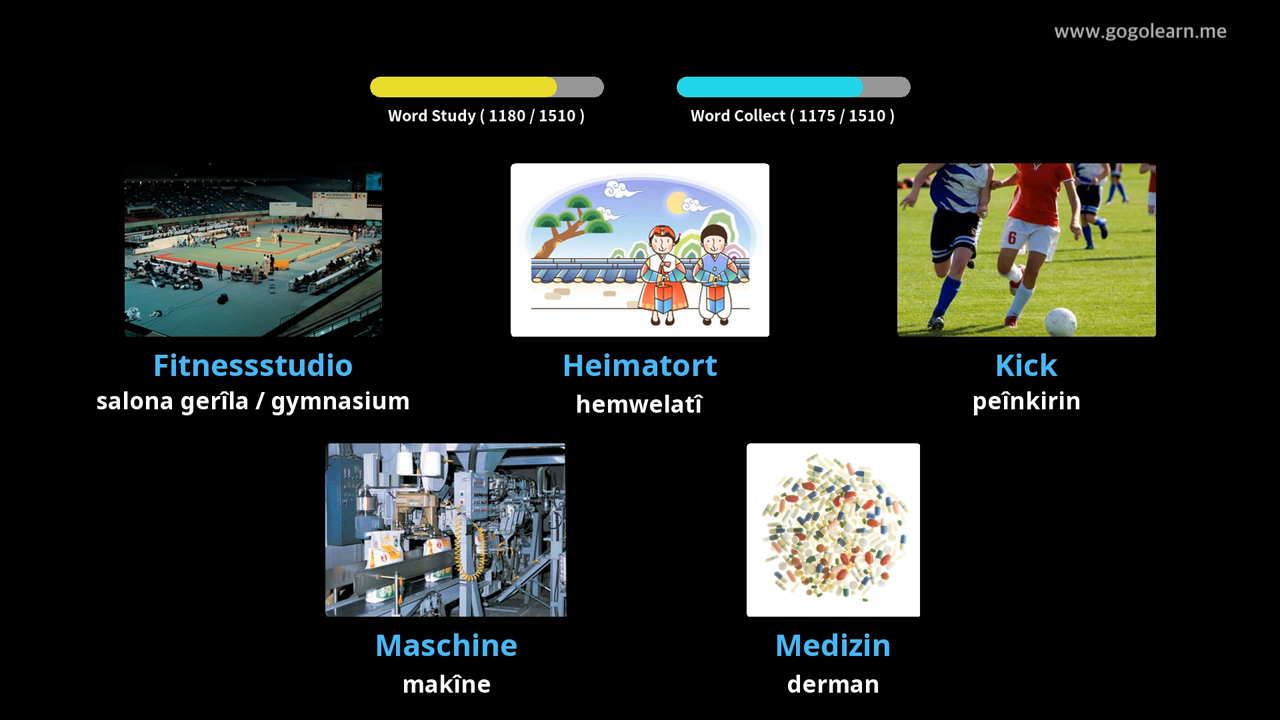 www.gogolearn.me
Word Study ( 1180 / 1510 )
Word Collect ( 1175 / 1510 )
Fitnessstudio
salona gerîla / gymnasium
Heimatort
hemwelatî
Kick
peînkirin
6
Maschine
makîne
Medizin
derman